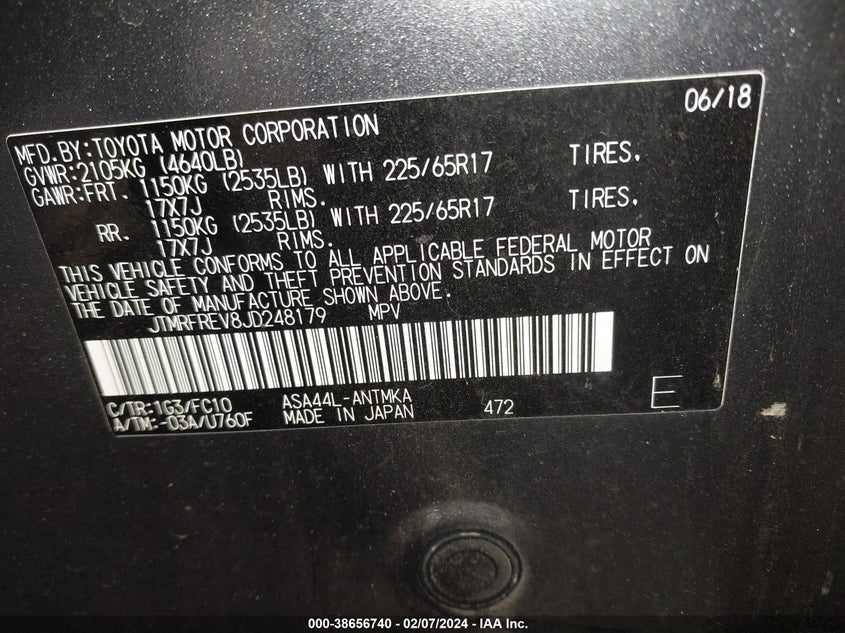 06/18
MFD.BY:TOYOTA MOTOR CORPORATION
GVWR:2105KG (4640LB)
GAWR:FRT. 1150KG (2535LB) WITH 225/65R17 TIRES.
17X7J RIMS.
RR. 1150KG (2535LB) WITH 225/65R17 TIRES.
17X7J RIMS.
THIS VEHICLE CONFORMS TO ALL APPLICABLE FEDERAL MOTOR
VEHICLE SAFETY AND THEFT PREVENTION STANDARDS IN EFFECT ON
THE DATE OF MANUFACTURE SHOWN ABOVE.
JTMRFREV8JD248179 MPV
C/TR:1G3/FC10 ASA44L-ANTMKA
A/TM:-03A/U760F MADE IN JAPAN 472 E
000-38656740 - 02/07/2024 - IAA Inc.